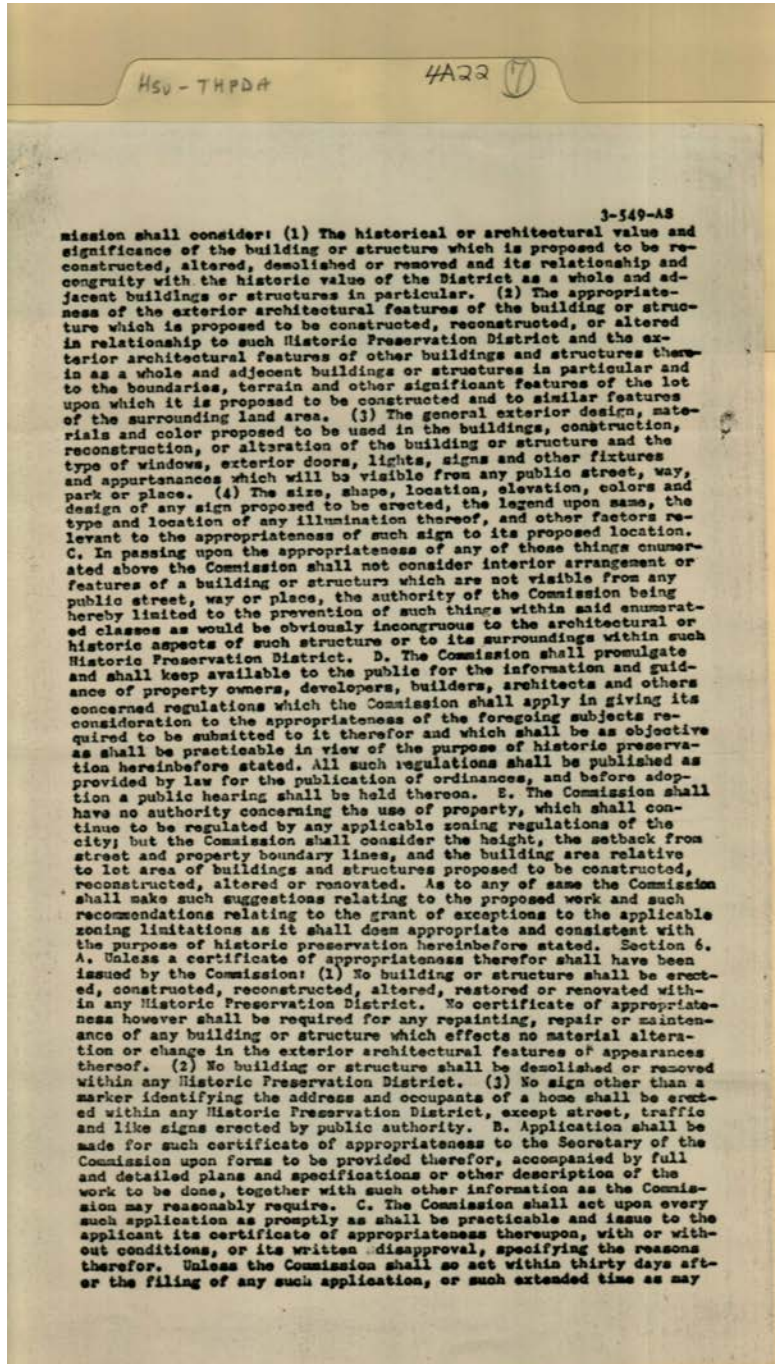 HSU - THPDA
4A22 7
3-549-AS
mission shall consider: (1) The historical or architectural value and
significance of the building or structure which is proposed to be re-
constructed, altered, demolished or removed and its relationship and
congruity with the historic value of the District as a whole and ad-
jacent buildings or structures in particular. (2) The appropriate-
ness of the exterior architectural features of the building or struc-
ture which is proposed to be constructed, reconstructed, or altered
in relationship to such Historic Preservation District and the ex-
terior architectural features of other buildings and structures there-
in as a whole and adjecent buildings or structures in particular and
to the boundaries, terrain and other significant features of the lot
upon which it is proposed to be constructed and to similar features
of the surrounding land area. (3) The general exterior design, mate-
rials and color proposed to be used in the buildings, construction,
reconstruction, or alteration of the building or structure and the
type of windows, exterior doors, lights, signs and other fixtures
and appurtenances which will be visible from any public street, way,
park or place. (4) The size, shape, location, elevation, colors and
design of any sign proposed to be erected, the legend upon same, the
type and location of any illumination thereof, and other factors re-
levant to the appropriateness of such sign to its proposed location.
C. In passing upon the appropriateness of any of those things enumer-
ated above the Commission shall not consider interior arrangement or
features of a building or structure which are not visible from any
public street, way or place, the authority of the Commission being
hereby limited to the prevention of such things within said enumerat-
ed classes as would be obviously incongruous to the architectural or
historic aspects of such structure or to its surroundings within such
Historic Preservation District. D. The Commission shall promulgate
and shall keep available to the public for the information and guid-
ance of property owners, developers, builders, architects and others
concerned regulations which the Commission shall apply in giving its
consideration to the appropriateness of the foregoing subjects re-
quired to be submitted to it therefor and which shall be as objective
as shall be practicable in view of the purpose of historic preserva-
tion hereinbefore stated. All such regulations shall be published as
provided by law for the publication of ordinances, and before adop-
tion a public hearing shall be held thereon. E. The Commission shall
have no authority concerning the use of property, which shall con-
tinue to be regulated by any applicable zoning regulations of the
city; but the Commission shall consider the height, the setback from
street and property boundary lines, and the building area relative
to lot area of buildings and structures proposed to be constructed,
reconstructed, altered or renovated. As to any of same the Commission
shall make such suggestions relating to the proposed work and such
recommendations relating to the grant of exceptions to the applicable
zoning limitations as it shall deem appropriate and consistent with
the purpose of historic preservation hereinbefore stated. Section 6.
A. Unless a certificate of appropriateness therefor shall have been
issued by the Commission: (1) No building or structure shall be erect-
ed, constructed, reconstructed, altered, restored or renovated with-
in any Historic Preservation District. No certificate of appropriate-
ness however shall be required for any repainting, repair or mainten-
ance of any building or structure which effects no material altera-
tion or change in the exterior architectural features of appearances
thereof. (2) No building or structure shall be demolished or removed
within any Historic Preservation District. (3) No sign other than a
marker identifying the address and occupants of a home shall be erect-
ed within any Historic Preservation District, except street, traffic
and like signs erected by public authority. B. Application shall be
made for such certificate of appropriateness to the Secretary of the
Commission upon forms to be provided therefor, accompanied by full
and detailed plans and specifications or other description of the
work to be done, together with such other information as the Commis-
sion may reasonably require. C. The Commission shall act upon every
such application as promptly as shall be practicable and issue to the
applicant its certificate of appropriateness thereupon, with or with-
out conditions, or its written disapproval, specifying the reasons
therefor. Unless the Commission shall so act within thirty days aft-
er the filing of any such application, or such extended time as may